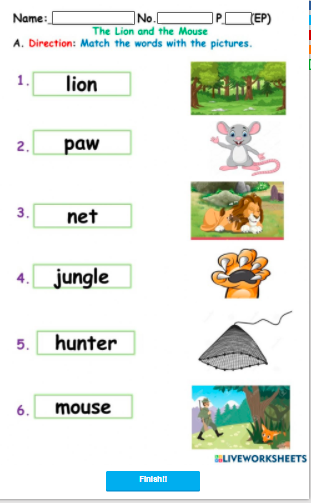 Name: No. P. (EP)
The Lion and the Mouse
A. Direction: Match the words with the pictures.
1. lion
2. paw
3. net
4. jungle
5. hunter
6. mouse
LIVEWORKSHEETS
Finish!!